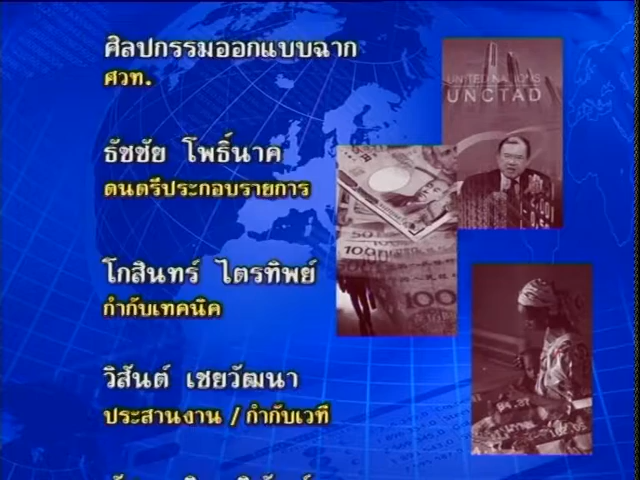 ศิลปกรรมออกแบบฉาก
ศวท.
UNITED NATIONS
UNCTAD
ธัชชัย โพธิ์นาค
ดนตรีประกอบรายการ
100
100
โกสินทร์ ไตรทิพย์
กำกับเทคนิค
วิสันต์ เชยวัฒนา
ประสานงาน / กำกับเวที